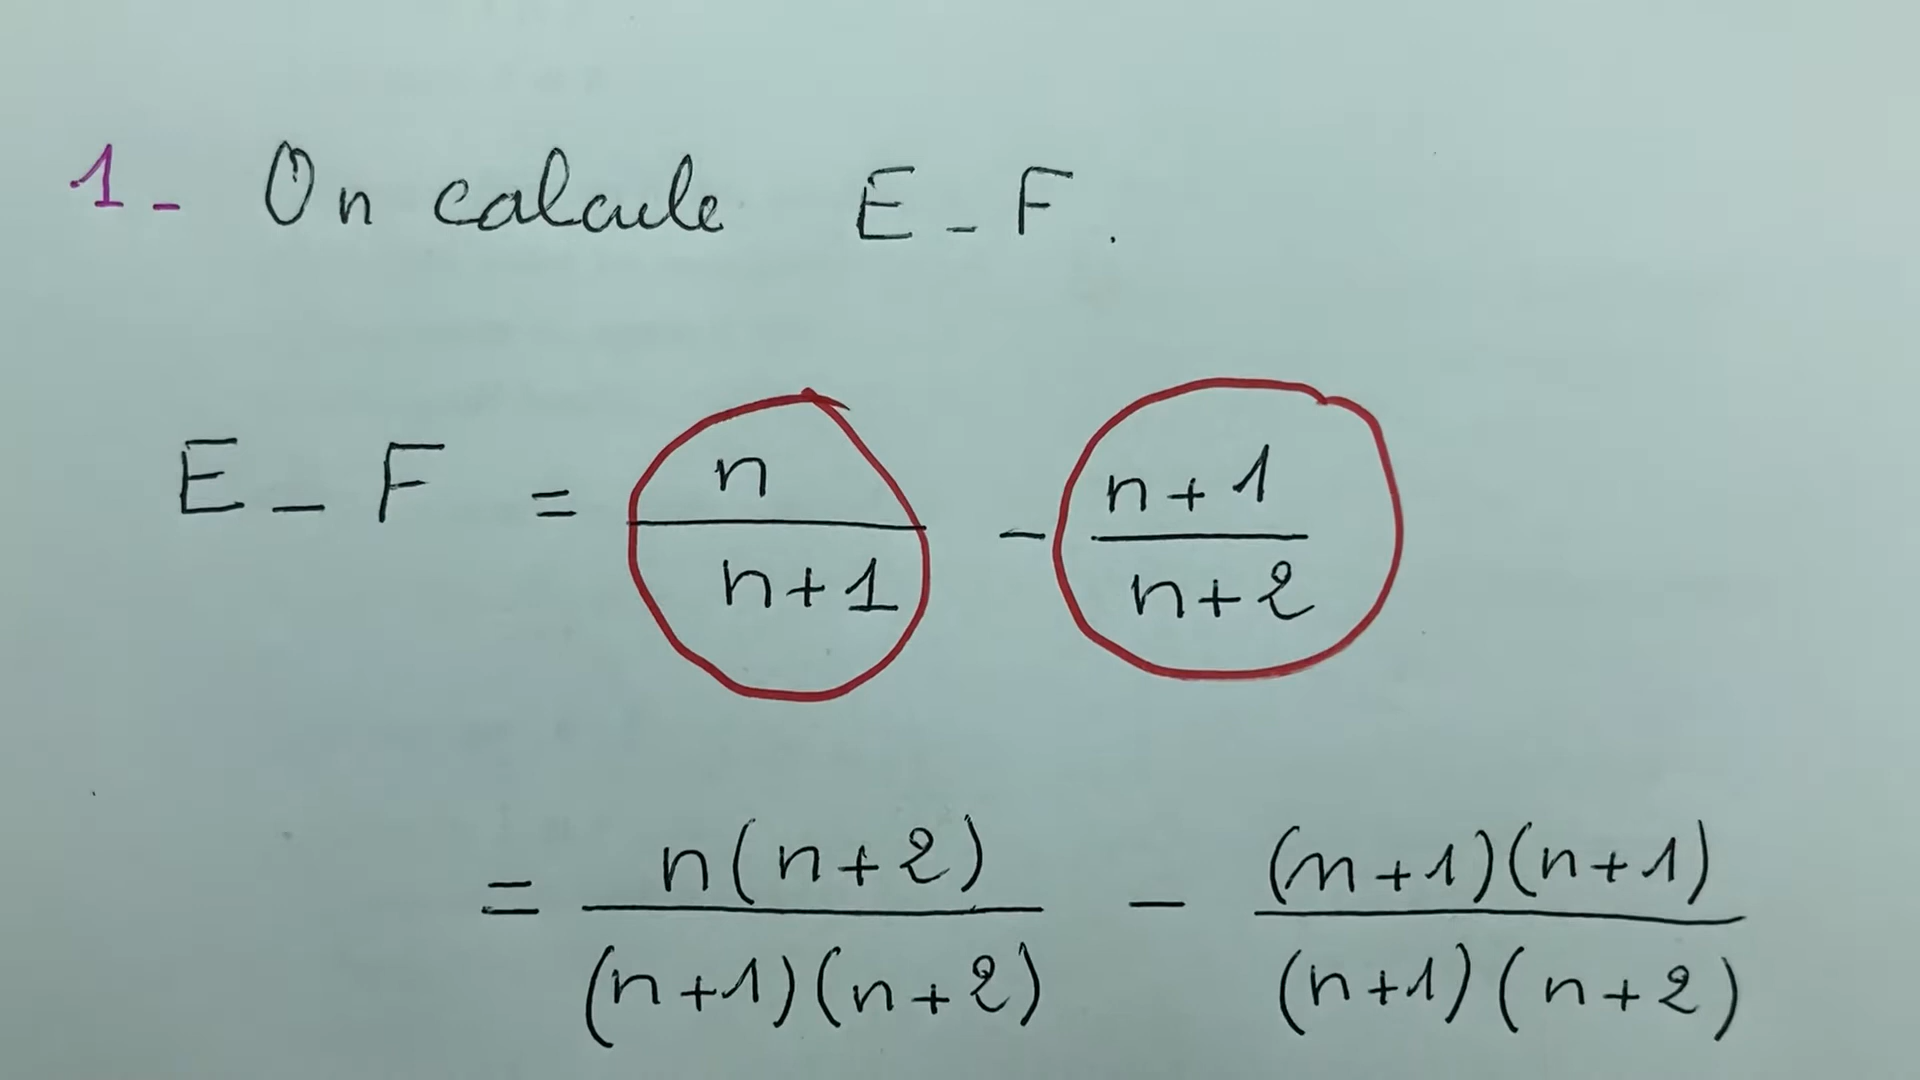 1- On calcule E - F.
E - F = n/(n+1) - (n+1)/(n+2)
= n(n+2)/((n+1)(n+2)) - (n+1)(n+1)/((n+1)(n+2))